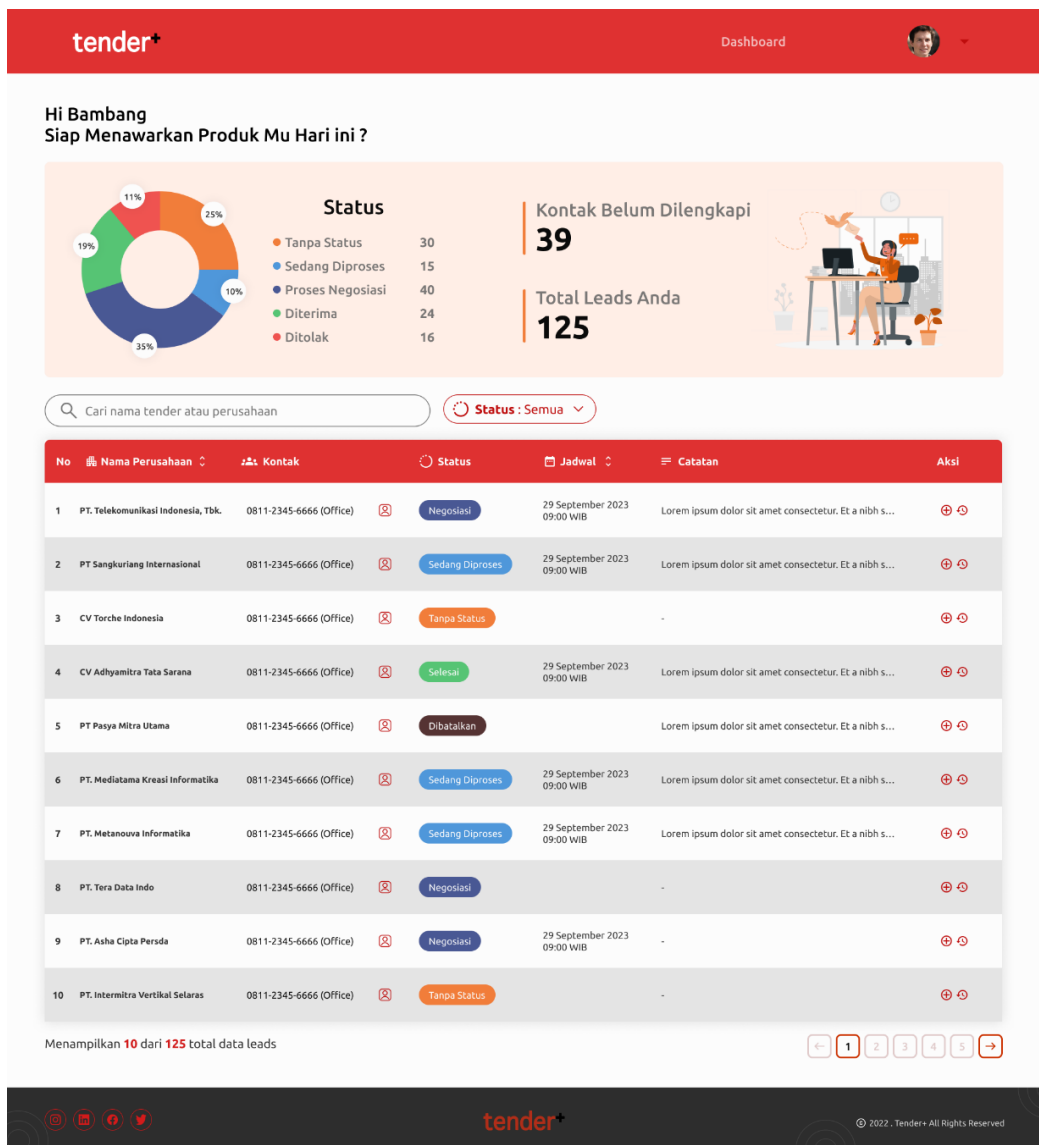 tender+
Dashboard
Hi Bambang
Siap Menawarkan Produk Mu Hari ini ?
11%
25%
19%
10%
35%
Status
Tanpa Status 30
Sedang Diproses 15
Proses Negosiasi 40
Diterima 24
Ditolak 16
Kontak Belum Dilengkapi
39
Total Leads Anda
125
Cari nama tender atau perusahaan
Status : Semua
No Nama Perusahaan Kontak Status Jadwal Catatan Aksi
1 PT. Telekomunikasi Indonesia, Tbk. 0811-2345-6666 (Office) Negosiasi 29 September 2023 09:00 WIB Lorem ipsum dolor sit amet consectetur. Et a nibh s...
2 PT Sangkuriang Internasional 0811-2345-6666 (Office) Sedang Diproses 29 September 2023 09:00 WIB Lorem ipsum dolor sit amet consectetur. Et a nibh s...
3 CV Torche Indonesia 0811-2345-6666 (Office) Tanpa Status -
4 CV Adhyamitra Tata Sarana 0811-2345-6666 (Office) Selesai 29 September 2023 09:00 WIB Lorem ipsum dolor sit amet consectetur. Et a nibh s...
5 PT Pasya Mitra Utama 0811-2345-6666 (Office) Dibatalkan Lorem ipsum dolor sit amet consectetur. Et a nibh s...
6 PT. Mediatama Kreasi Informatika 0811-2345-6666 (Office) Sedang Diproses 29 September 2023 09:00 WIB Lorem ipsum dolor sit amet consectetur. Et a nibh s...
7 PT. Metanouva Informatika 0811-2345-6666 (Office) Sedang Diproses 29 September 2023 09:00 WIB Lorem ipsum dolor sit amet consectetur. Et a nibh s...
8 PT. Tera Data Indo 0811-2345-6666 (Office) Negosiasi -
9 PT. Asha Cipta Persda 0811-2345-6666 (Office) Negosiasi 29 September 2023 09:00 WIB -
10 PT. Intermitra Vertikal Selaras 0811-2345-6666 (Office) Tanpa Status -
Menampilkan 10 dari 125 total data leads
← 1 2 3 4 5 →
tender+
© 2022 . Tender+ All Rights Reserved